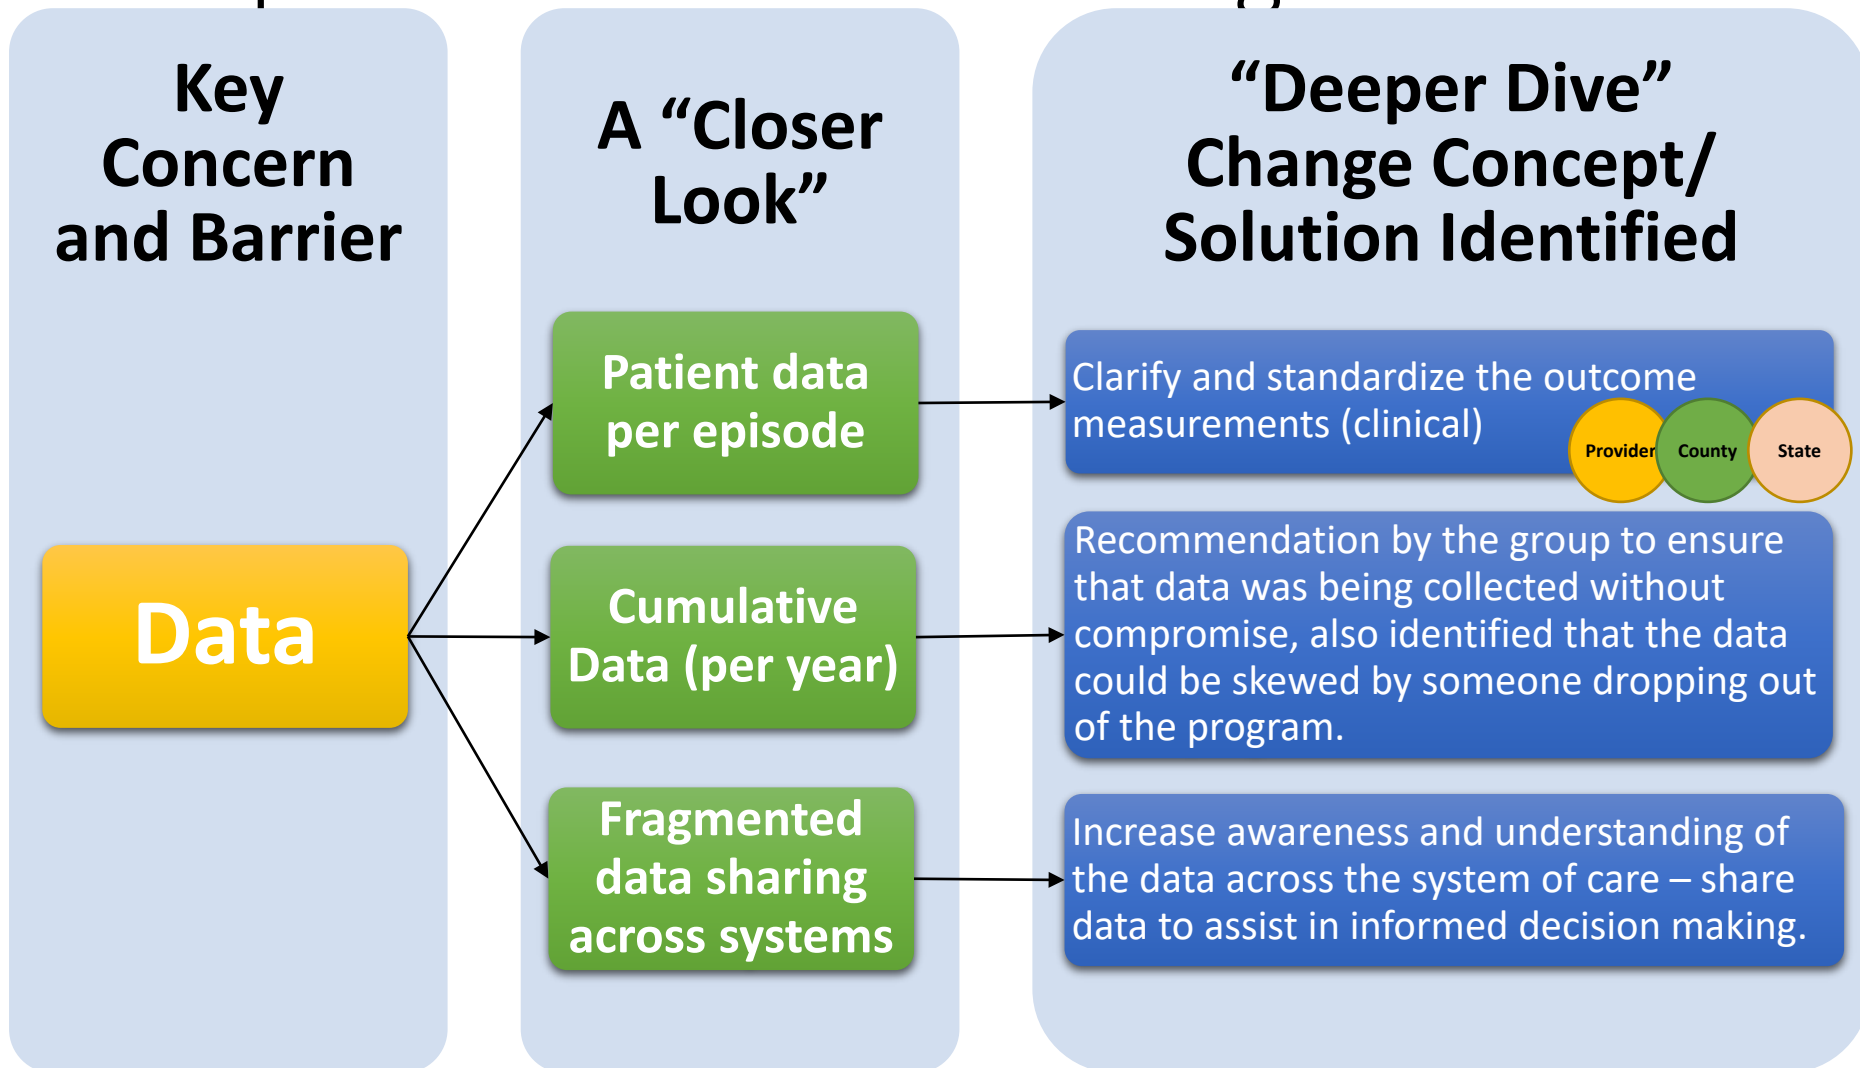 Key
Concern
and Barrier
A “Closer
Look”
“Deeper Dive”
Change Concept/
Solution Identified
Data
Patient data
per episode
Cumulative
Data (per year)
Fragmented
data sharing
across systems
Clarify and standardize the outcome
measurements (clinical)
Provider
County
State
Recommendation by the group to ensure
that data was being collected without
compromise, also identified that the data
could be skewed by someone dropping out
of the program.
Increase awareness and understanding of
the data across the system of care – share
data to assist in informed decision making.